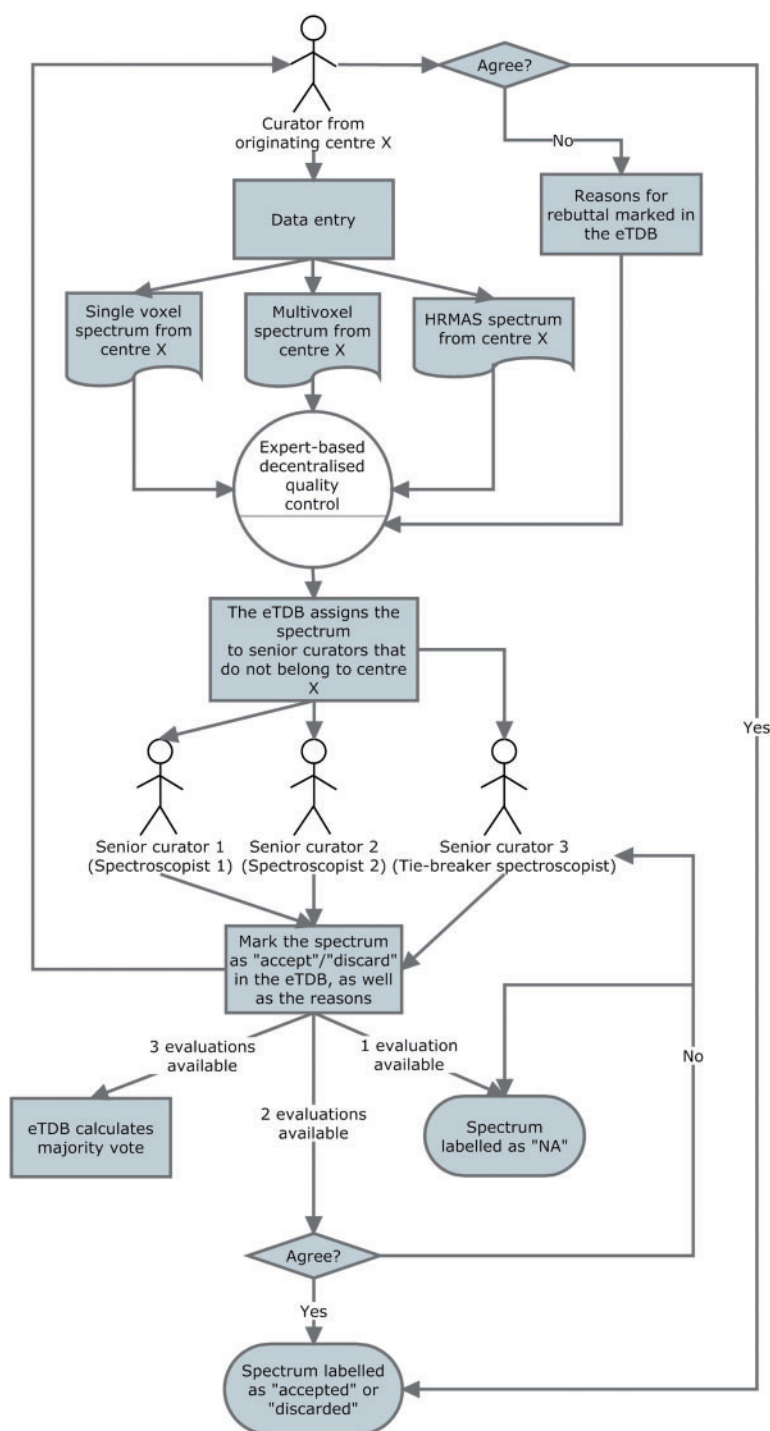 Agree?
Curator from
originating centre X
No
Reasons for
rebuttal marked in
the eTDB
Data entry
Single voxel
spectrum from
centre X
Multivoxel
spectrum from
centre X
HRMAS spectrum
from centre X
Expert-based
decentralised
quality
control
The eTDB assigns the
spectrum
to senior curators that
do not belong to centre
X
Yes
Senior curator 1
(Spectroscopist 1)
Senior curator 2
(Spectroscopist 2)
Senior curator 3
(Tie-breaker spectroscopist)
Mark the spectrum
as "accept"/"discard"
in the eTDB, as well
as the reasons
3 evaluations
available
1 evaluation
available
No
2 evaluations
available
eTDB calculates
majority vote
Spectrum
labelled as "NA"
Agree?
Yes
Spectrum labelled
as "accepted" or
"discarded"